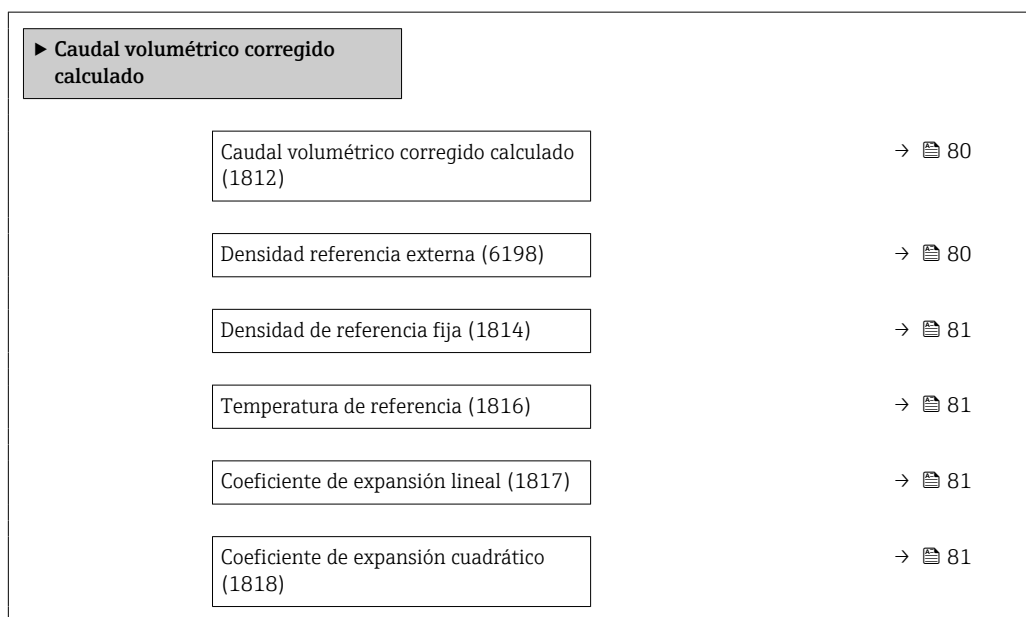 ▶ Caudal volumétrico corregido
calculado
Caudal volumétrico corregido calculado
(1812)
→ 80
Densidad referencia externa (6198)
→ 80
Densidad de referencia fija (1814)
→ 81
Temperatura de referencia (1816)
→ 81
Coeficiente de expansión lineal (1817)
→ 81
Coeficiente de expansión cuadrático
(1818)
→ 81